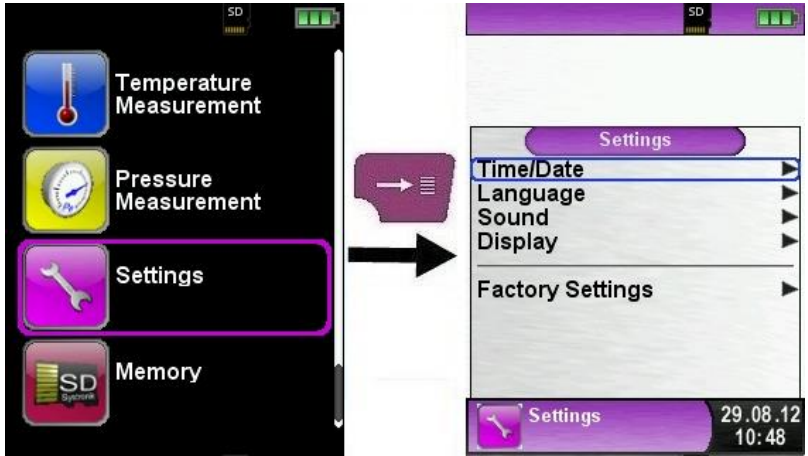 SD
Temperature
Measurement
Pressure
Measurement
Settings
SD
Systronik
Memory
SD
Settings
Time/Date
Language
Sound
Display
Factory Settings
Settings
29.08.12
10:48